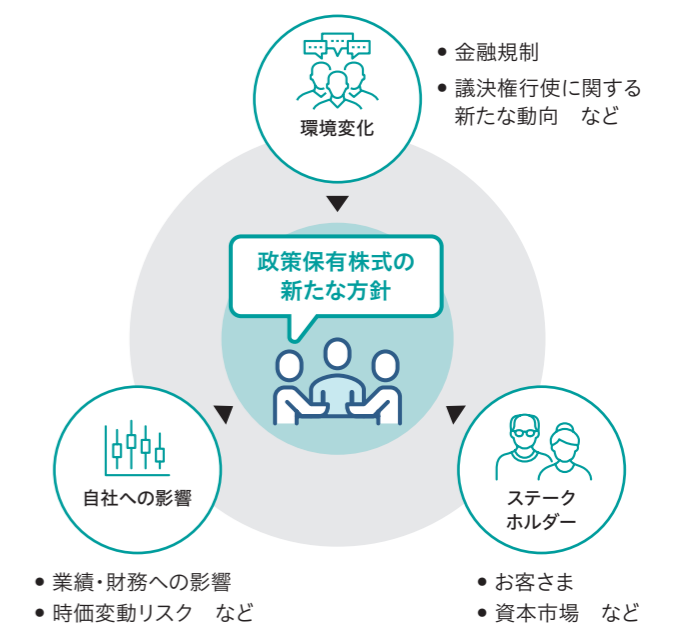 環境変化
● 金融規制
● 議決権行使に関する
新たな動向　など
政策保有株式の
新たな方針
自社への影響
● 業績・財務への影響
● 時価変動リスク　など
ステーク
ホルダー
● お客さま
● 資本市場　など